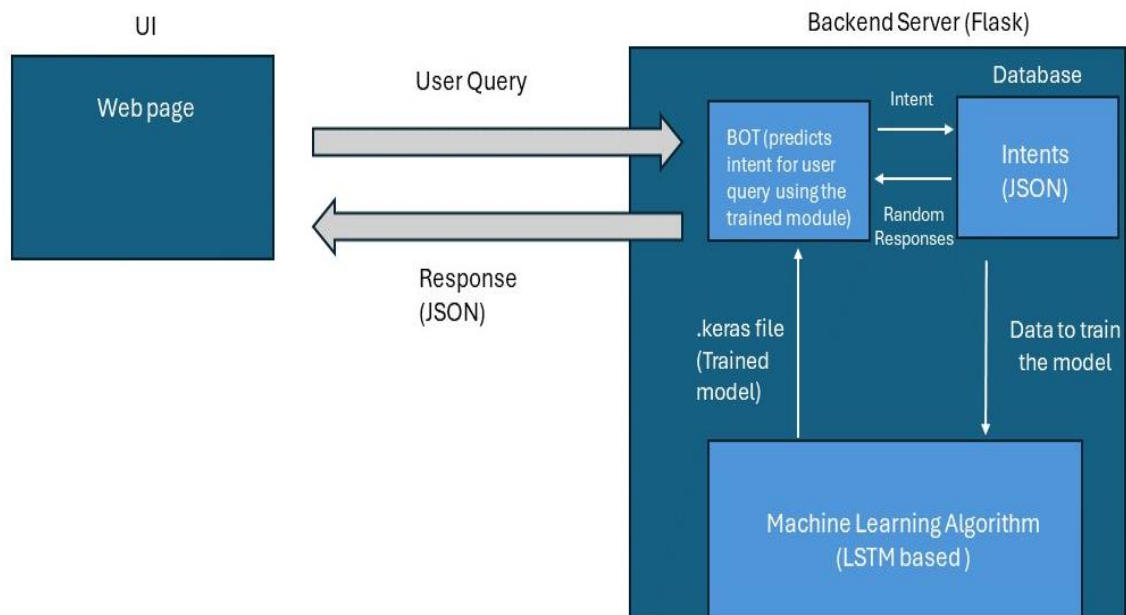 UI
Backend Server (Flask)
Web page
User Query
Database
BOT (predicts
intent for user
query using the
trained module)
Intent
Intents
(JSON)
Random
Responses
Response
(JSON)
.keras file
(Trained
model)
Data to train
the model
Machine Learning Algorithm
(LSTM based )